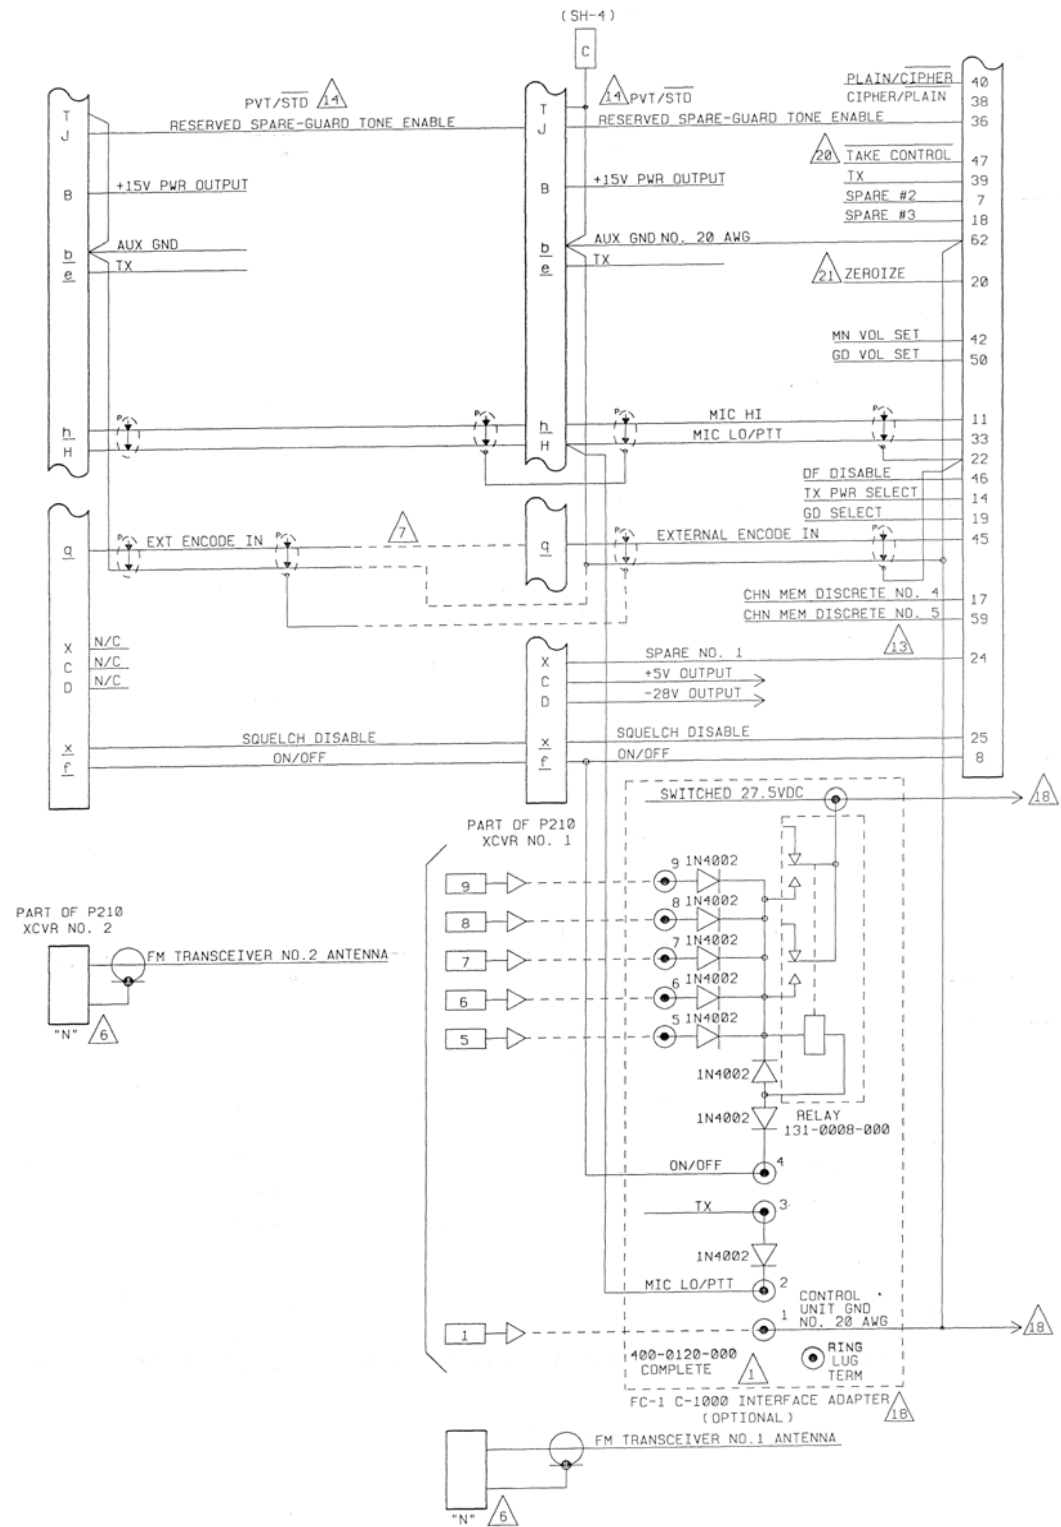 (SH-4)
C
T
PVT/STD 14
J
RESERVED SPARE-GUARD TONE ENABLE
B
+15V PWR OUTPUT
b
AUX GND
e
TX
h
H
q
EXT ENCODE IN
7
X N/C
C N/C
D N/C
x
SQUELCH DISABLE
f
ON/OFF
T
14 PVT/STD
J
RESERVED SPARE-GUARD TONE ENABLE
B
+15V PWR OUTPUT
b
AUX GND NO. 20 AWG
e
TX
h
MIC HI
H
MIC LO/PTT
q
EXTERNAL ENCODE IN
X
SPARE NO. 1
C
+5V OUTPUT
D
-28V OUTPUT
x
SQUELCH DISABLE
f
ON/OFF
PLAIN/CIPHER 40
CIPHER/PLAIN 38
36
20 TAKE CONTROL 47
TX 39
SPARE #2 7
SPARE #3 18
62
21 ZEROIZE 20
MN VOL SET 42
GD VOL SET 50
11
33
22
DF DISABLE 46
TX PWR SELECT 14
GD SELECT 19
45
CHN MEM DISCRETE NO. 4 17
CHN MEM DISCRETE NO. 5 59
13
24
25
8
SWITCHED 27.5VDC
18
PART OF P210
XCVR NO. 1
9 9 1N4002
8 8 1N4002
7 7 1N4002
6 6 1N4002
5 5 1N4002
1N4002
1N4002
RELAY
131-0008-000
ON/OFF 4
TX 3
1N4002
MIC LO/PTT 2
1 1
CONTROL
UNIT GND
NO. 20 AWG
18
400-0120-000
COMPLETE
1
RING
LUG
TERM
FC-1 C-1000 INTERFACE ADAPTER
(OPTIONAL)
18
PART OF P210
XCVR NO. 2
FM TRANSCEIVER NO.2 ANTENNA
"N" 6
FM TRANSCEIVER NO.1 ANTENNA
"N" 6